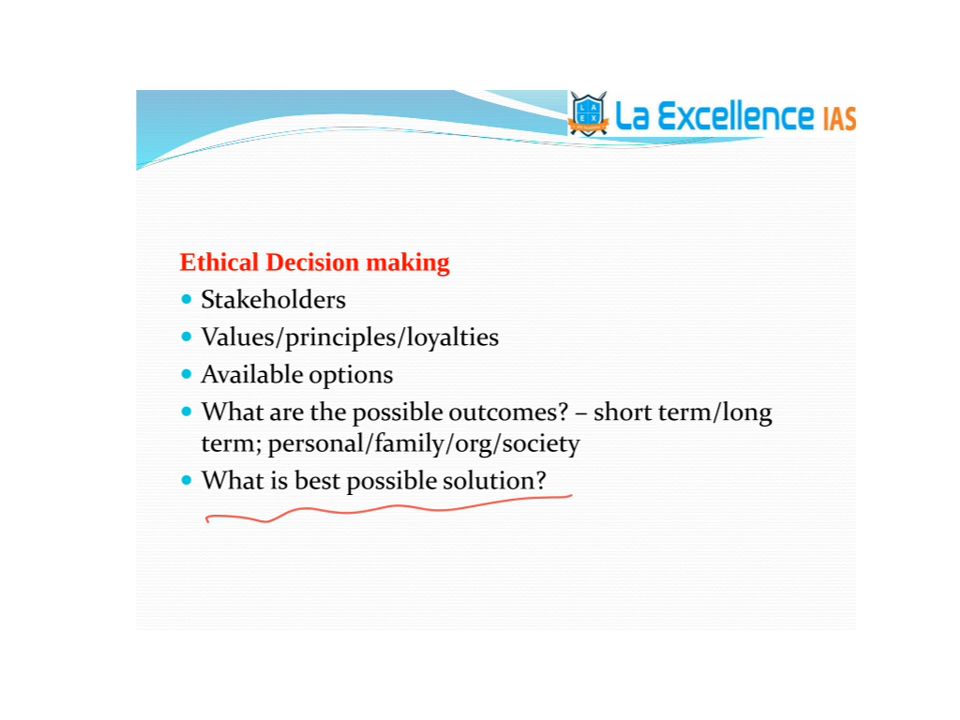 L A
E X
La Excellence IAS
Ethical Decision making
• Stakeholders
• Values/principles/loyalties
• Available options
• What are the possible outcomes? – short term/long
term; personal/family/org/society
• What is best possible solution?